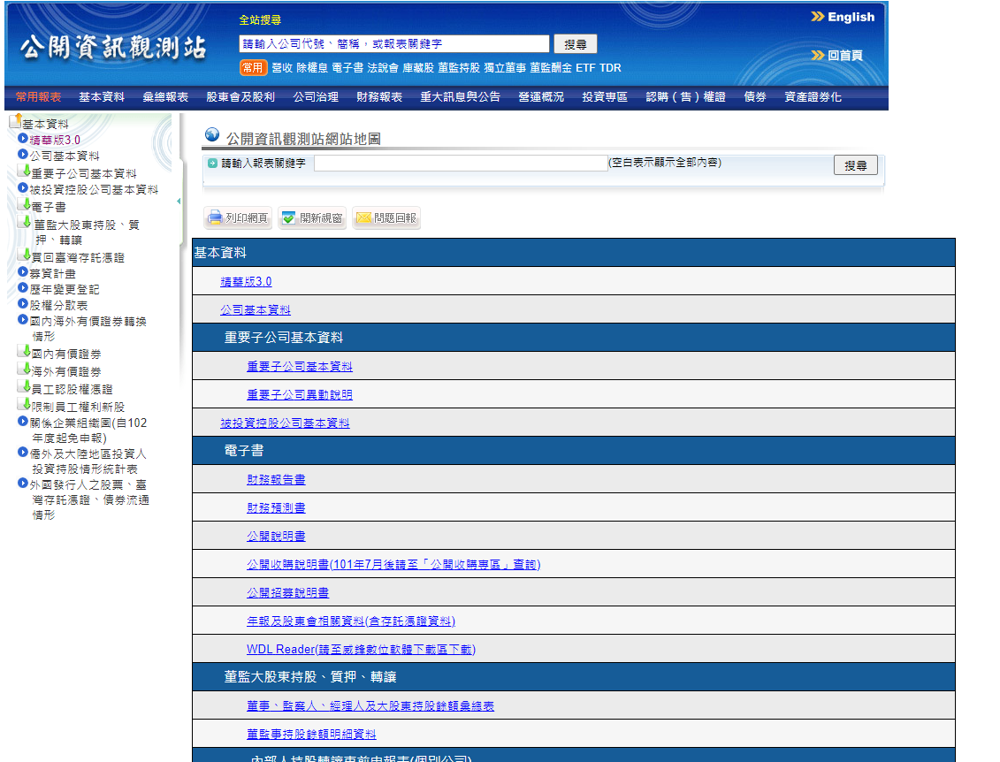 全站搜尋
English
公開資訊觀測站
請輸入公司代號、簡稱，或報表關鍵字
搜尋
回首頁
常用 營收 除權息 電子書 法說會 庫藏股 董監持股 獨立董事 董監酬金 ETF TDR
常用報表 基本資料 彙總報表 股東會及股利 公司治理 財務報表 重大訊息與公告 營運概況 投資專區 認購（售）權證 債券 資產證券化
基本資料
精華版3.0
公司基本資料
重要子公司基本資料
被投資控股公司基本資料
電子書
董監大股東持股、質
押、轉讓
買回臺灣存託憑證
募資計畫
歷年變更登記
股權分散表
國內海外有價證券轉換
情形
國內有價證券
海外有價證券
員工認股權憑證
限制員工權利新股
關係企業組織圖(自102
年度起免申報)
僑外及大陸地區投資人
投資持股情形統計表
外國發行人之股票、臺
灣存託憑證、債券流通
情形
公開資訊觀測站網站地圖
請輸入報表關鍵字 (空白表示顯示全部內容) 搜尋
列印網頁 開新視窗 問題回報
基本資料
精華版3.0
公司基本資料
重要子公司基本資料
重要子公司基本資料
重要子公司異動說明
被投資控股公司基本資料
電子書
財務報告書
財務預測書
公開說明書
公開收購說明書(101年7月後請至「公開收購專區」查詢)
公開招募說明書
年報及股東會相關資料(含存託憑證資料)
WDL Reader(請至威鋒數位軟體下載區下載)
董監大股東持股、質押、轉讓
董事、監察人、經理人及大股東持股餘額彙總表
董監事持股餘額明細資料
內部人持股轉讓事前申報表(個別公司)